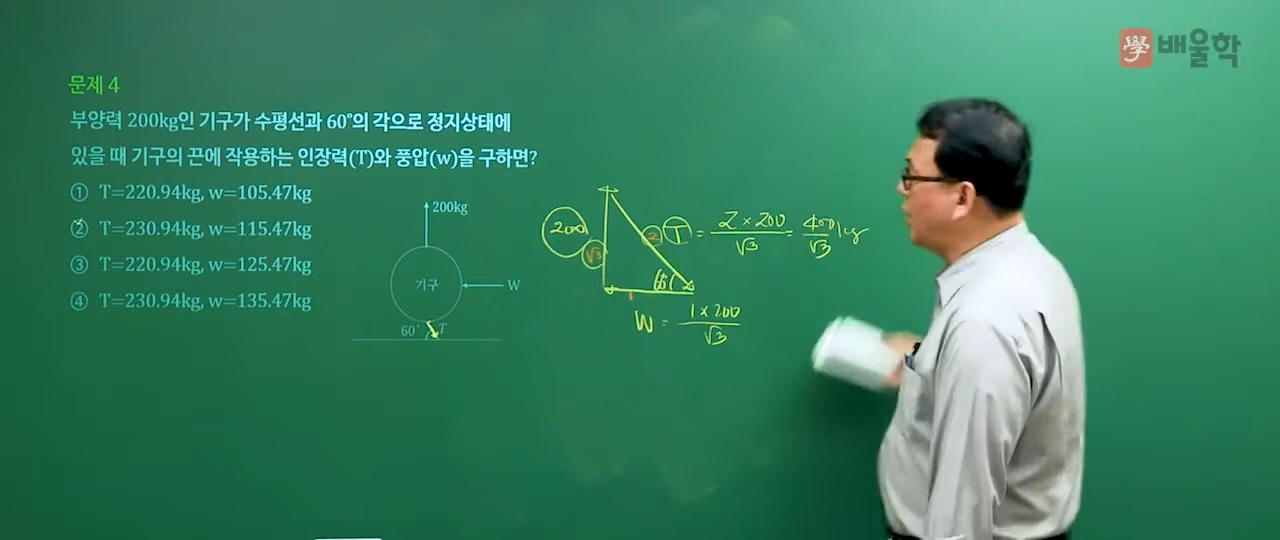 學 배울학
문제 4
부양력 200kg인 기구가 수평선과 60°의 각으로 정지상태에
있을 때 기구의 끈에 작용하는 인장력(T)와 풍압(w)을 구하면?
① T=220.94kg, w=105.47kg
② T=230.94kg, w=115.47kg
③ T=220.94kg, w=125.47kg
④ T=230.94kg, w=135.47kg
200kg
기구
W
60°
T
200
√3
2
T = 2 × 200 / √3 = 400 / √3 kg
60
1
W = 1 × 200 / √3